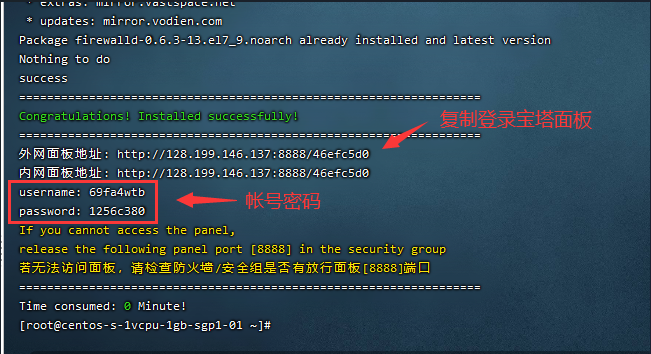 * extras: mirror.vastspace.net
* updates: mirror.vodien.com
Package firewalld-0.6.3-13.el7_9.noarch already installed and latest version
Nothing to do
success
==================================================================
Congratulations! Installed successfully!
==================================================================
外网面板地址: http://128.199.146.137:8888/46efc5d0
复制登录宝塔面板
内网面板地址: http://128.199.146.137:8888/46efc5d0
username: 69fa4wtb
password: 1256c380
帐号密码
If you cannot access the panel,
release the following panel port [8888] in the security group
若无法访问面板，请检查防火墙/安全组是否有放行面板[8888]端口
==================================================================
Time consumed: 0 Minute!
[root@centos-s-1vcpu-1gb-sgp1-01 ~]#